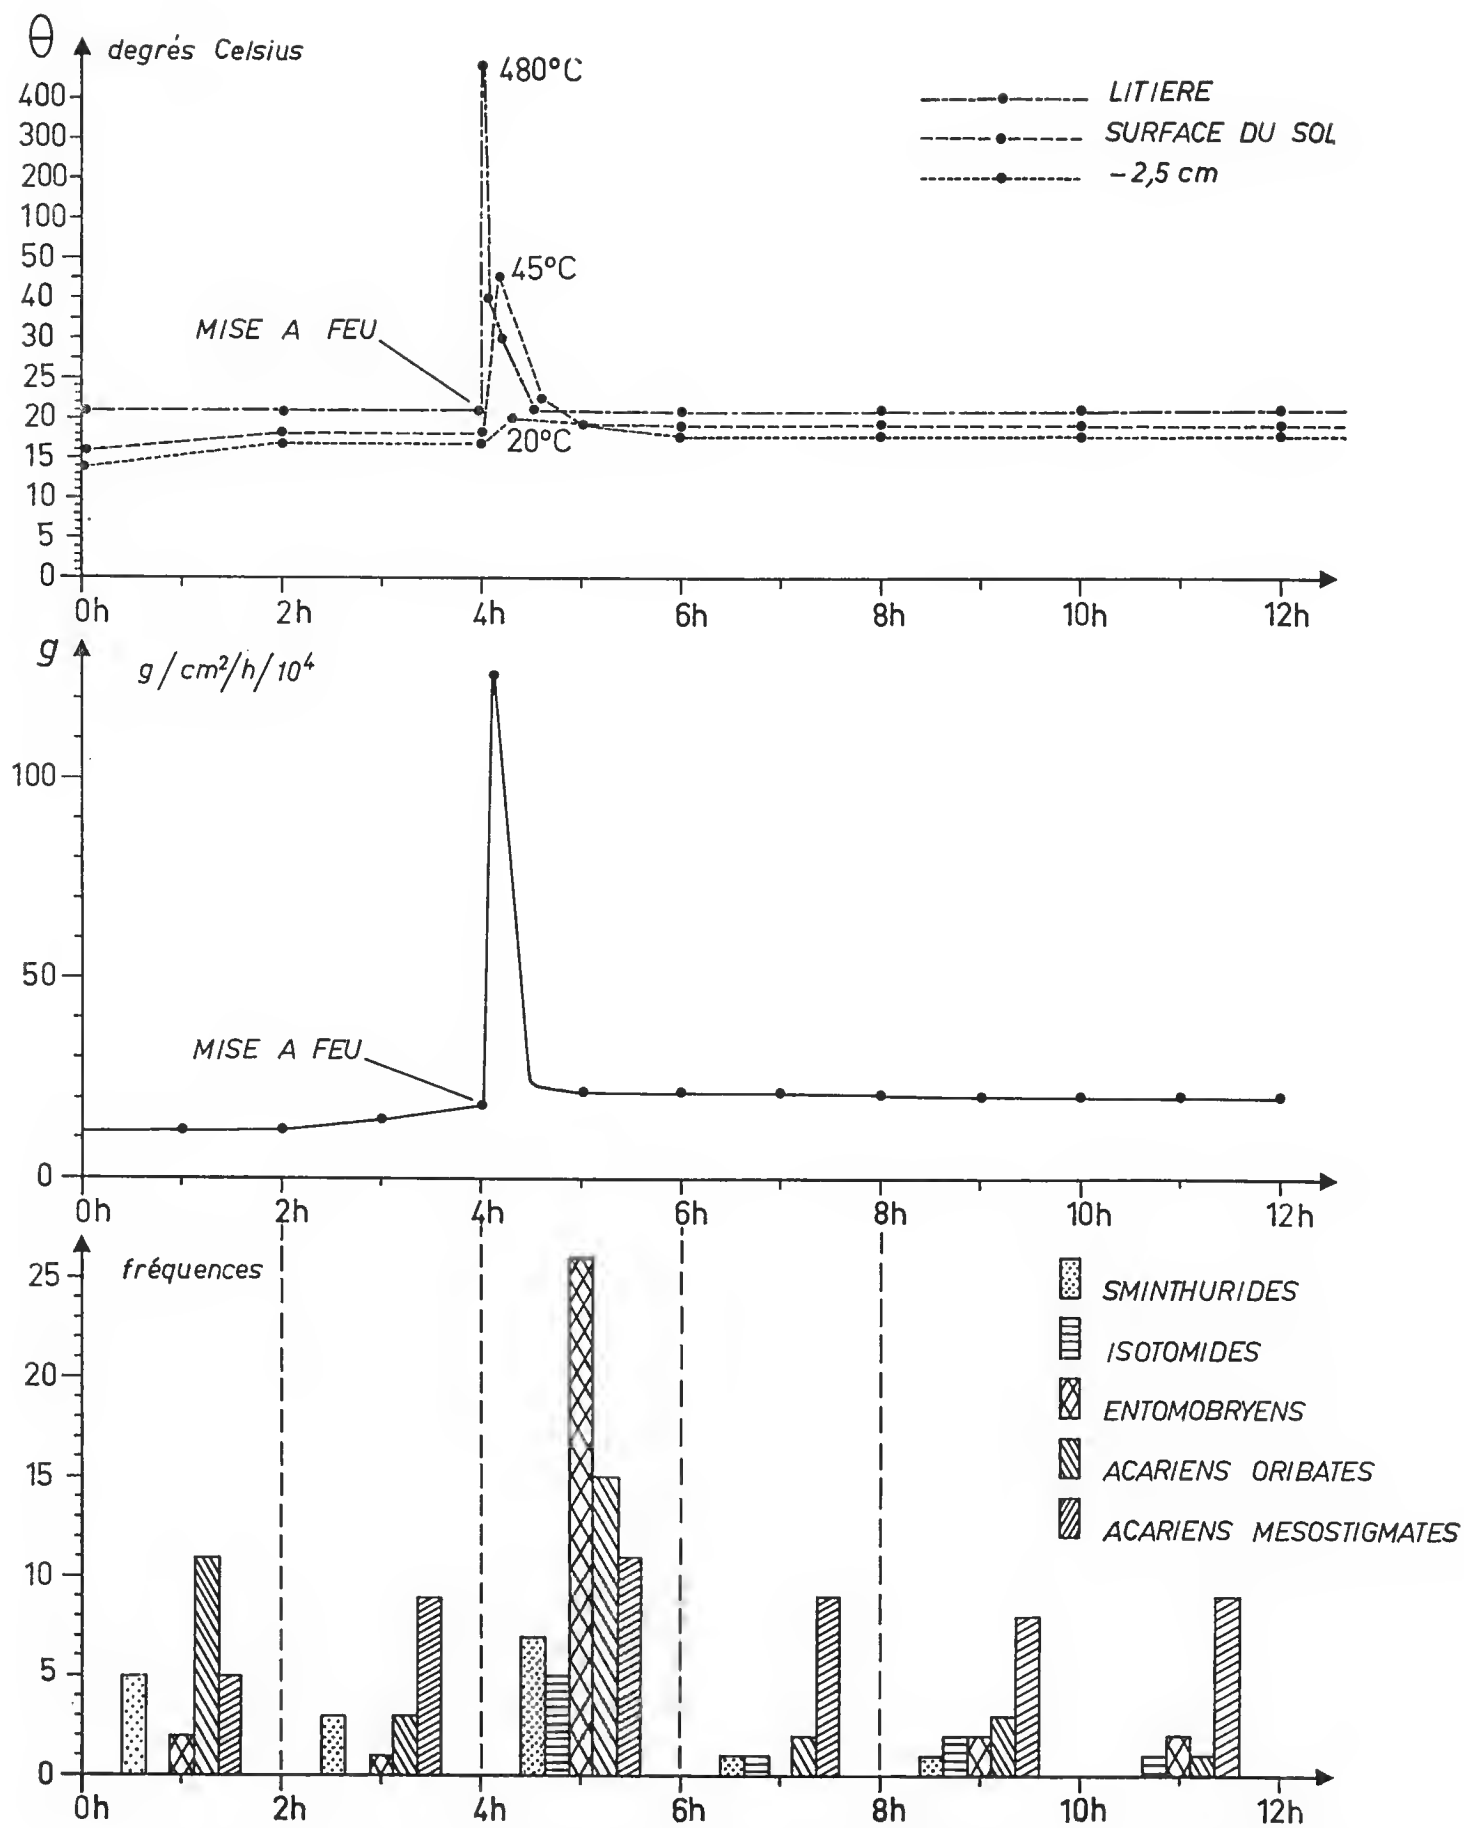 θ degrés Celsius
480°C
400
300
200
100
50
40
30
25
20
15
10
5
0
LITIERE
SURFACE DU SOL
-2,5 cm
45°C
MISE A FEU
20°C
0h 2h 4h 6h 8h 10h 12h
g g/cm²/h/10⁴
100
50
0
MISE A FEU
0h 2h 4h 6h 8h 10h 12h
fréquences
25
20
15
10
5
0
SMINTHURIDES
ISOTOMIDES
ENTOMOBRYENS
ACARIENS ORIBATES
ACARIENS MESOSTIGMATES
0h 2h 4h 6h 8h 10h 12h